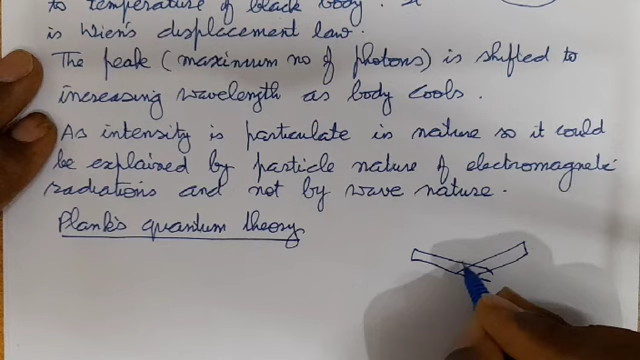 to temperature of black body. It
is Wien's displacement law.
The peak (maximum no of photons) is shifted to
increasing wavelength as body cools.
As intensity is particulate in nature so it could
be explained by particle nature of electromagnetic
radiations and not by wave nature.
Plank's quantum theory